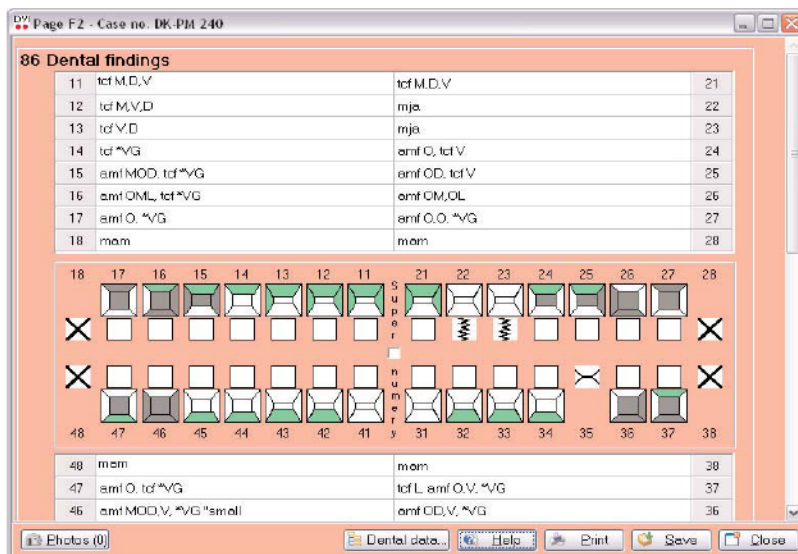 DVI Page F2 - Case no. DK-PM 240
86 Dental findings
11 tcf M,D,V tcf M,D,V 21
12 tcf M,V,D mja 22
13 tcf V,D mja 23
14 tcf *VG amf O, tcf V 24
15 amf MOD, tcf *VG amf OD, tcf V 25
16 amf OML, tcf *VG amf OM,OL 26
17 amf O, *VG amf O,O, *VG 27
18 mam mam 28
18 17 16 15 14 13 12 11 21 22 23 24 25 26 27 28
Super
numery
48 47 46 45 44 43 42 41 31 32 33 34 35 36 37 38
48 mam mam 38
47 amf O, tcf *VG tcf L, amf O,V, *VG 37
46 amf MOD,V, *VG "small amf OD,V, *VG 36
Photos (0) Dental data... Help Print Save Close